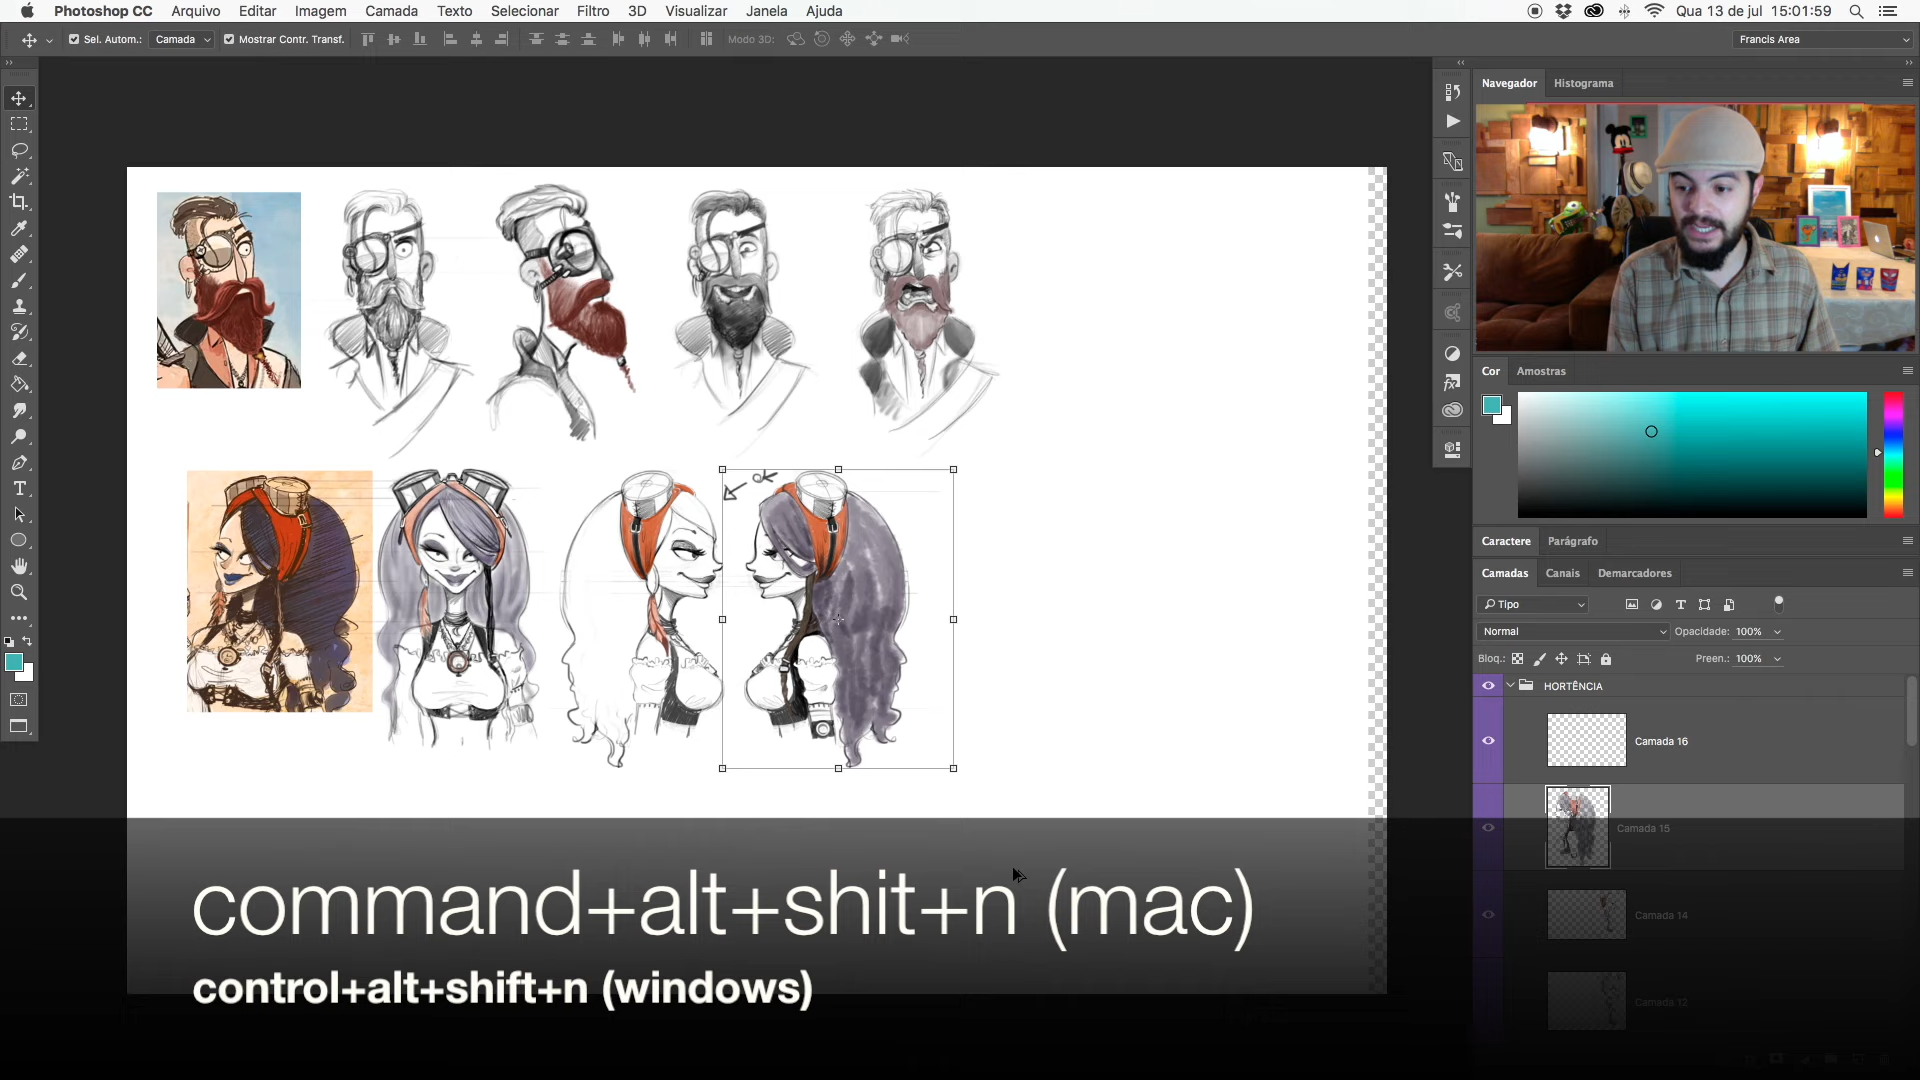 Photoshop CC Arquivo Editar Imagem Camada Texto Selecionar Filtro 3D Visualizar Janela Ajuda Qua 13 de jul 15:01:59
Sel. Autom.: Camada Mostrar Contr. Transf. Modo 3D: Francis Area
Navegador Histograma
ok
Cor Amostras
Caractere Parágrafo
Camadas Canais Demarcadores
Tipo
Normal Opacidade: 100%
Bloq.: Preen.: 100%
HORTÊNCIA
Camada 16
Camada 15
Camada 14
Camada 12
command+alt+shit+n (mac)
control+alt+shift+n (windows)